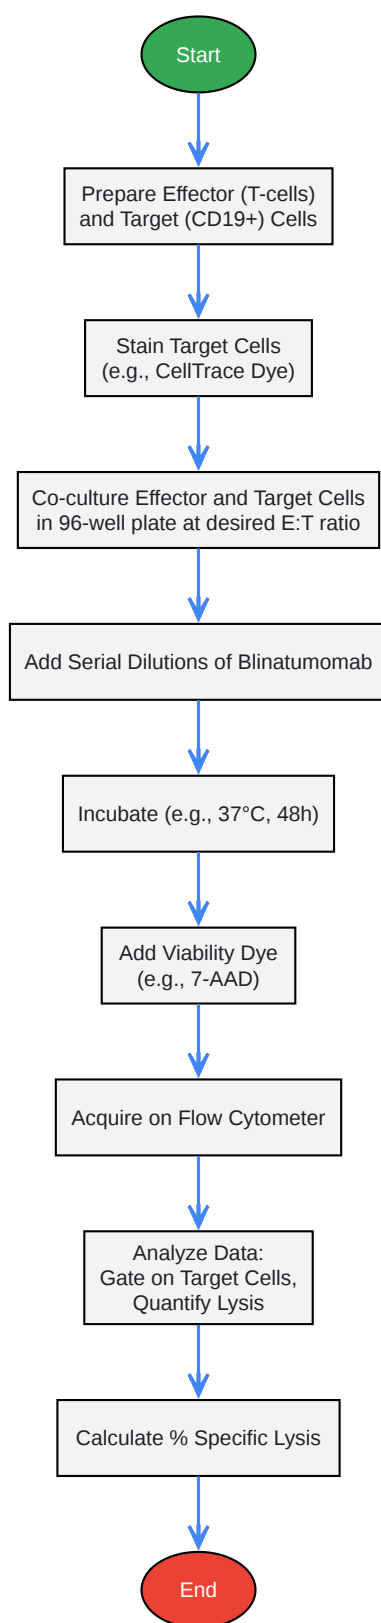 Start
Prepare Effector (T-cells)
and Target (CD19+) Cells
Stain Target Cells
(e.g., CellTrace Dye)
Co-culture Effector and Target Cells
in 96-well plate at desired E:T ratio
Add Serial Dilutions of Blinatumomab
Incubate (e.g., 37°C, 48h)
Add Viability Dye
(e.g., 7-AAD)
Acquire on Flow Cytometer
Analyze Data:
Gate on Target Cells,
Quantify Lysis
Calculate % Specific Lysis
End